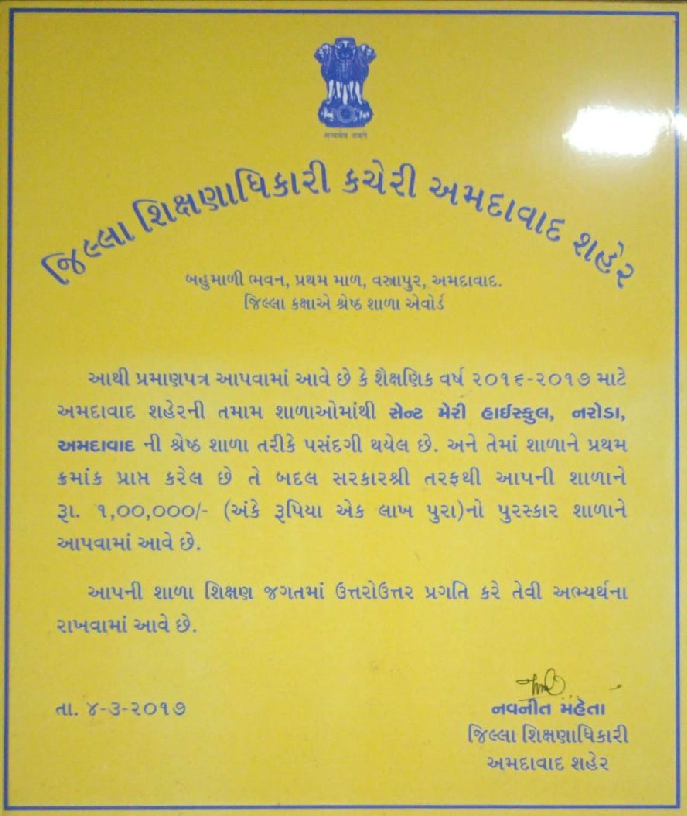 સત્યમેવ જયતે
જિલ્લા શિક્ષણાધિકારી કચેરી અમદાવાદ શહેર
બહુમાળી ભવન, પ્રથમ માળ, વસ્ત્રાપુર, અમદાવાદ.
જિલ્લા કક્ષાએ શ્રેષ્ઠ શાળા એવોર્ડ
આથી પ્રમાણપત્ર આપવામાં આવે છે કે શૈક્ષણિક વર્ષ ૨૦૧૬-૨૦૧૭ માટે
અમદાવાદ શહેરની તમામ શાળાઓમાંથી સેન્ટ મેરી હાઈસ્કુલ, નરોડા,
અમદાવાદ ની શ્રેષ્ઠ શાળા તરીકે પસંદગી થયેલ છે. અને તેમાં શાળાને પ્રથમ
ક્રમાંક પ્રાપ્ત કરેલ છે તે બદલ સરકારશ્રી તરફથી આપની શાળાને
રૂા. ૧,૦૦,૦૦૦/- (અંકે રૂપિયા એક લાખ પુરા)નો પુરસ્કાર શાળાને
આપવામાં આવે છે.
આપની શાળા શિક્ષણ જગતમાં ઉત્તરોઉત્તર પ્રગતિ કરે તેવી અભ્યર્થના
રાખવામાં આવે છે.
તા. ૪-૩-૨૦૧૭
નવનીત મહેતા
જિલ્લા શિક્ષણાધિકારી
અમદાવાદ શહેર